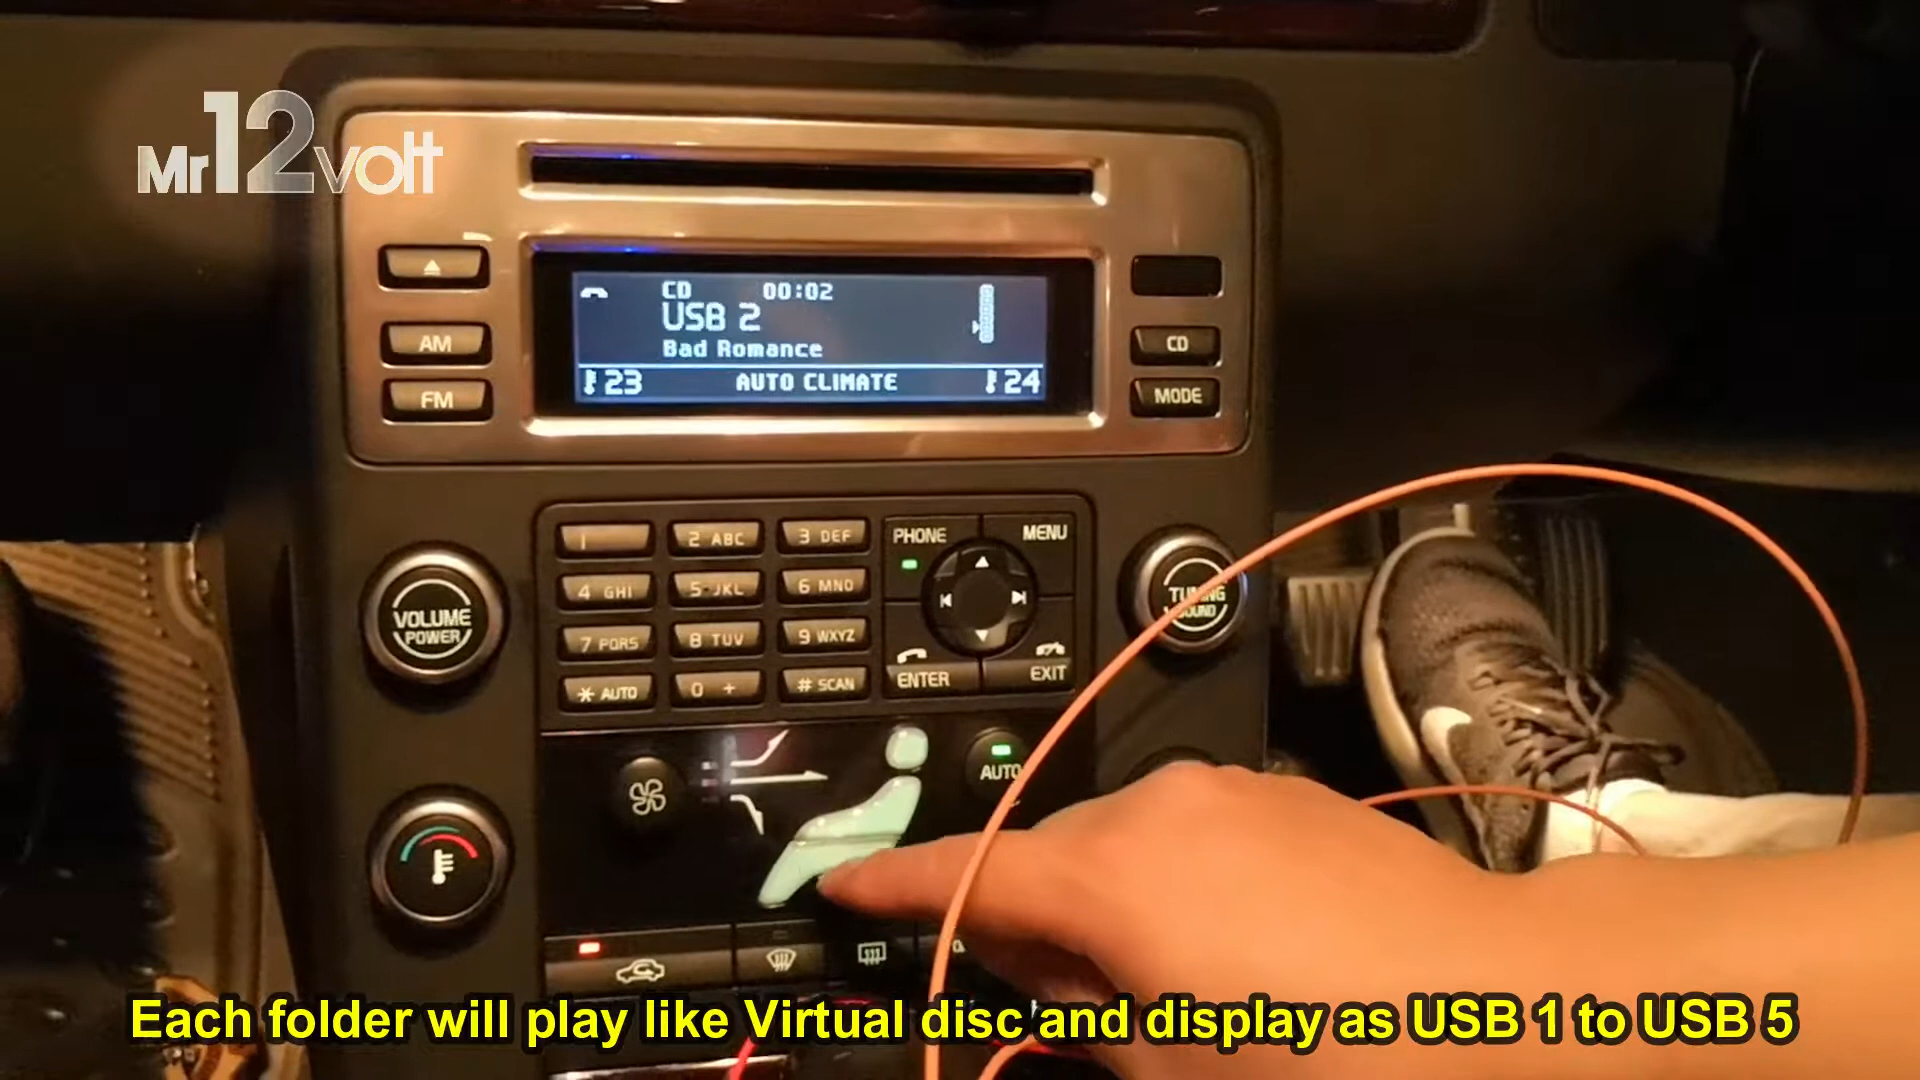 Mr12volt
CD 00:02
USB 2
Bad Romance
23 AUTO CLIMATE 24
AM
FM
CD
MODE
1
2 ABC
3 DEF
4 GHI
5 JKL
6 MNO
7 PQRS
8 TUV
9 WXYZ
* AUTO
0 +
# SCAN
PHONE
MENU
ENTER
EXIT
VOLUME
POWER
TUNING
SOUND
AUTO
Each folder will play like Virtual disc and display as USB 1 to USB 5